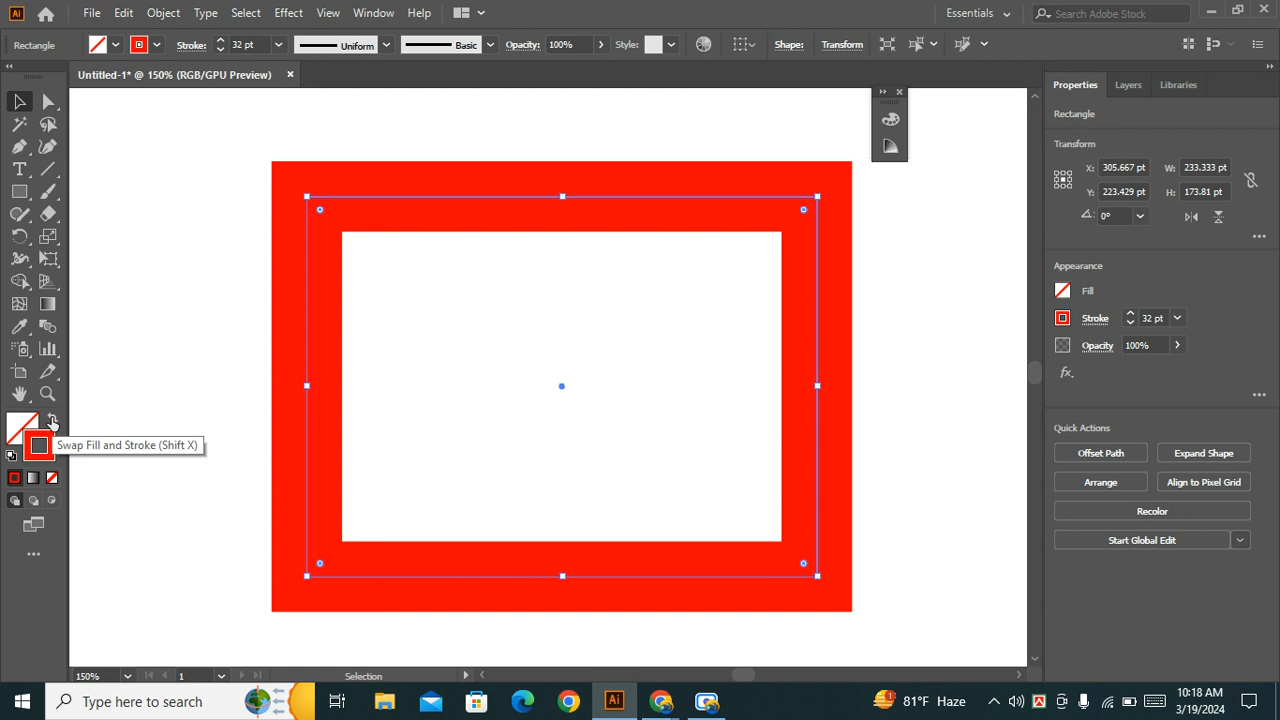 Ai File Edit Object Type Select Effect View Window Help Essentials Search Adobe Stock
Rectangle Stroke: 32 pt Uniform Basic Opacity: 100% Style: Shape: Transform
Untitled-1* @ 150% (RGB/GPU Preview)
Properties Layers Libraries
Rectangle
Transform
X: 305.667 pt W: 233.333 pt
Y: 223.429 pt H: 173.81 pt
0°
Appearance
Fill
Stroke 32 pt
Opacity 100%
fx.
Quick Actions
Offset Path Expand Shape
Arrange Align to Pixel Grid
Recolor
Start Global Edit
T
Swap Fill and Stroke (Shift X)
150% 1 Selection
Type here to search Ai 81°F Haze
3/19/2024